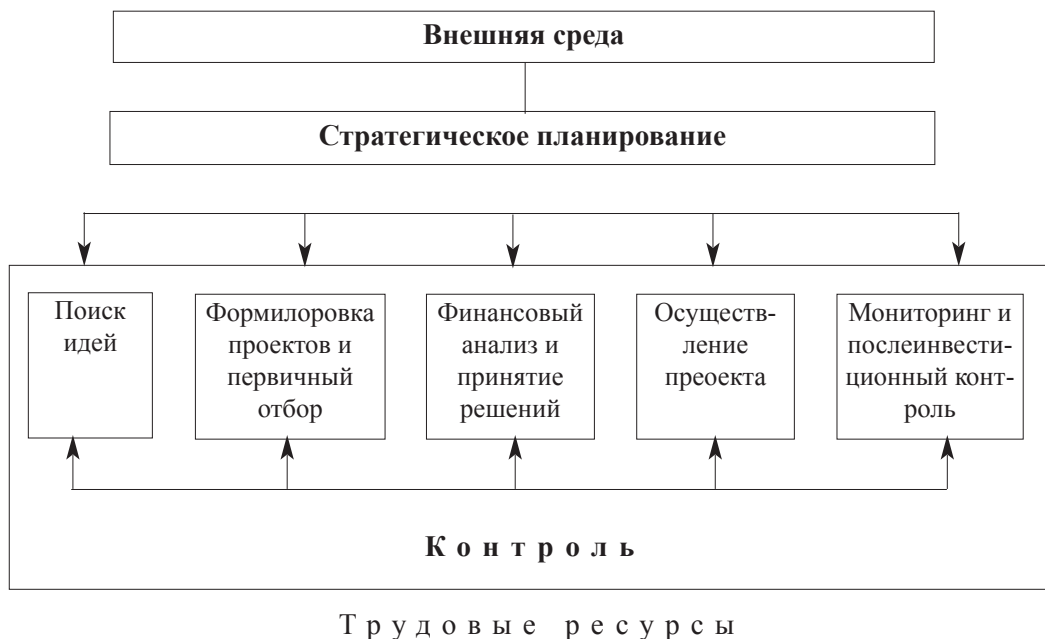 Внешняя среда
Стратегическое планирование
Поиск
идей
Формилоровка
проектов и
первичный
отбор
Финансовый
анализ и
принятие
решений
Осуществ-
ление
преоекта
Мониторинг и
послеинвести-
ционный конт-
роль
Контроль
Трудовые ресурсы